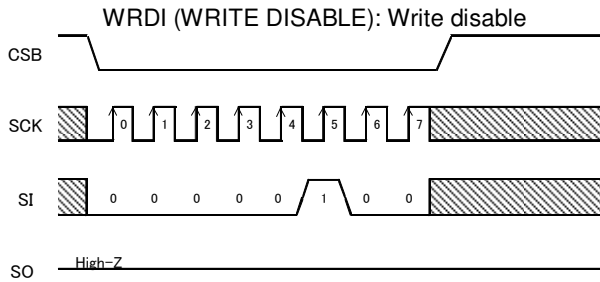 WRDI (WRITE DISABLE): Write disable
CSB
SCK 0 1 2 3 4 5 6 7
SI 0 0 0 0 0 1 0 0
SO High-Z